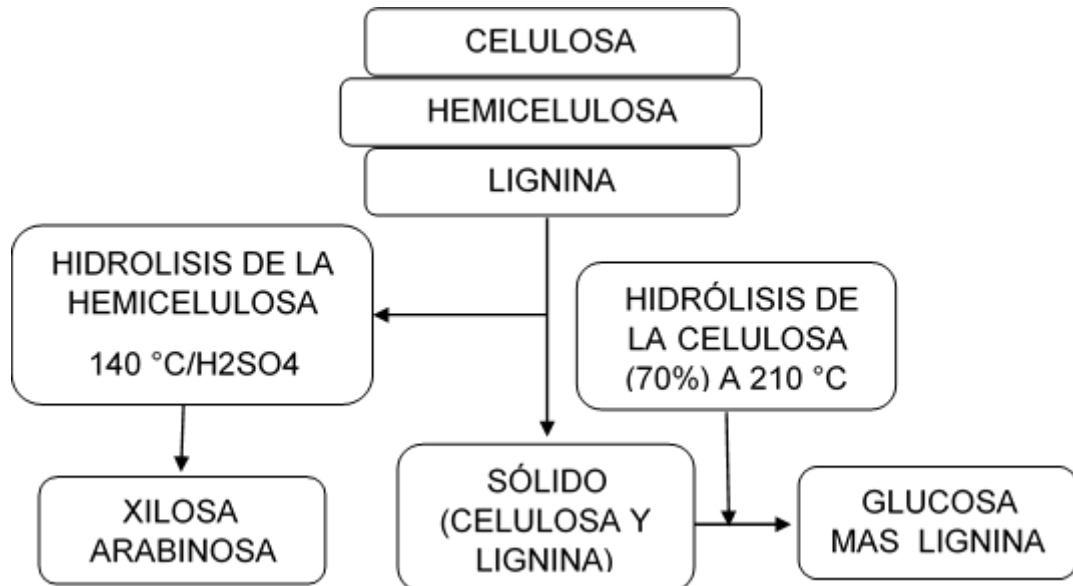 CELULOSA
HEMICELULOSA
LIGNINA
HIDROLISIS DE LA
HEMICELULOSA
140 °C/H2SO4
HIDRÓLISIS DE
LA CELULOSA
(70%) A 210 °C
XILOSA
ARABINOSA
SÓLIDO
(CELULOSA Y
LIGNINA)
GLUCOSA
MAS LIGNINA